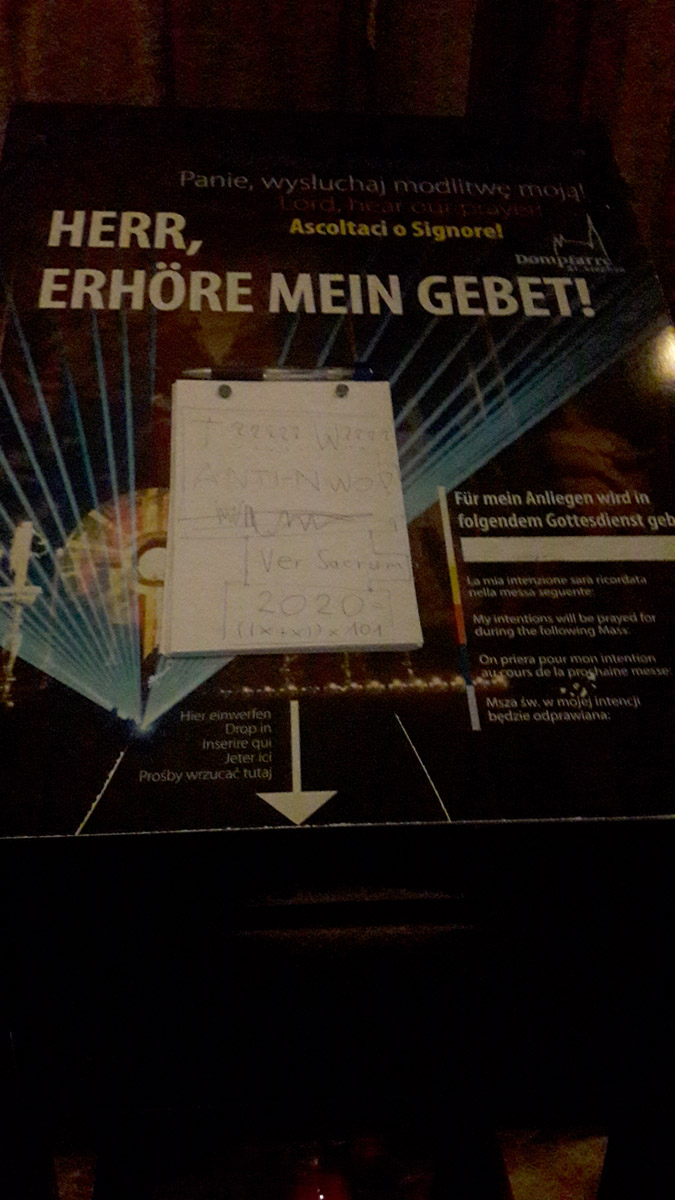 Panie, wysłuchaj modlitwę moją!
Lord, hear our prayer!
Ascoltaci o Signore!
HERR,
ERHÖRE MEIN GEBET!
Dompfarre
ANTI-NWO
Ver Sacrum
2020
Für mein Anliegen wird in
folgendem Gottesdienst geb
La mia intenzione sarà ricordata
nella messa seguente:
My intentions will be prayed for
during the following Mass:
On priera pour mon intention
au cours de la prochaine messe:
Msza św. w mojej intencji
będzie odprawiana:
Hier einwerfen
Drop in
Inserire qui
Jeter ici
Prośby wrzucać tutaj